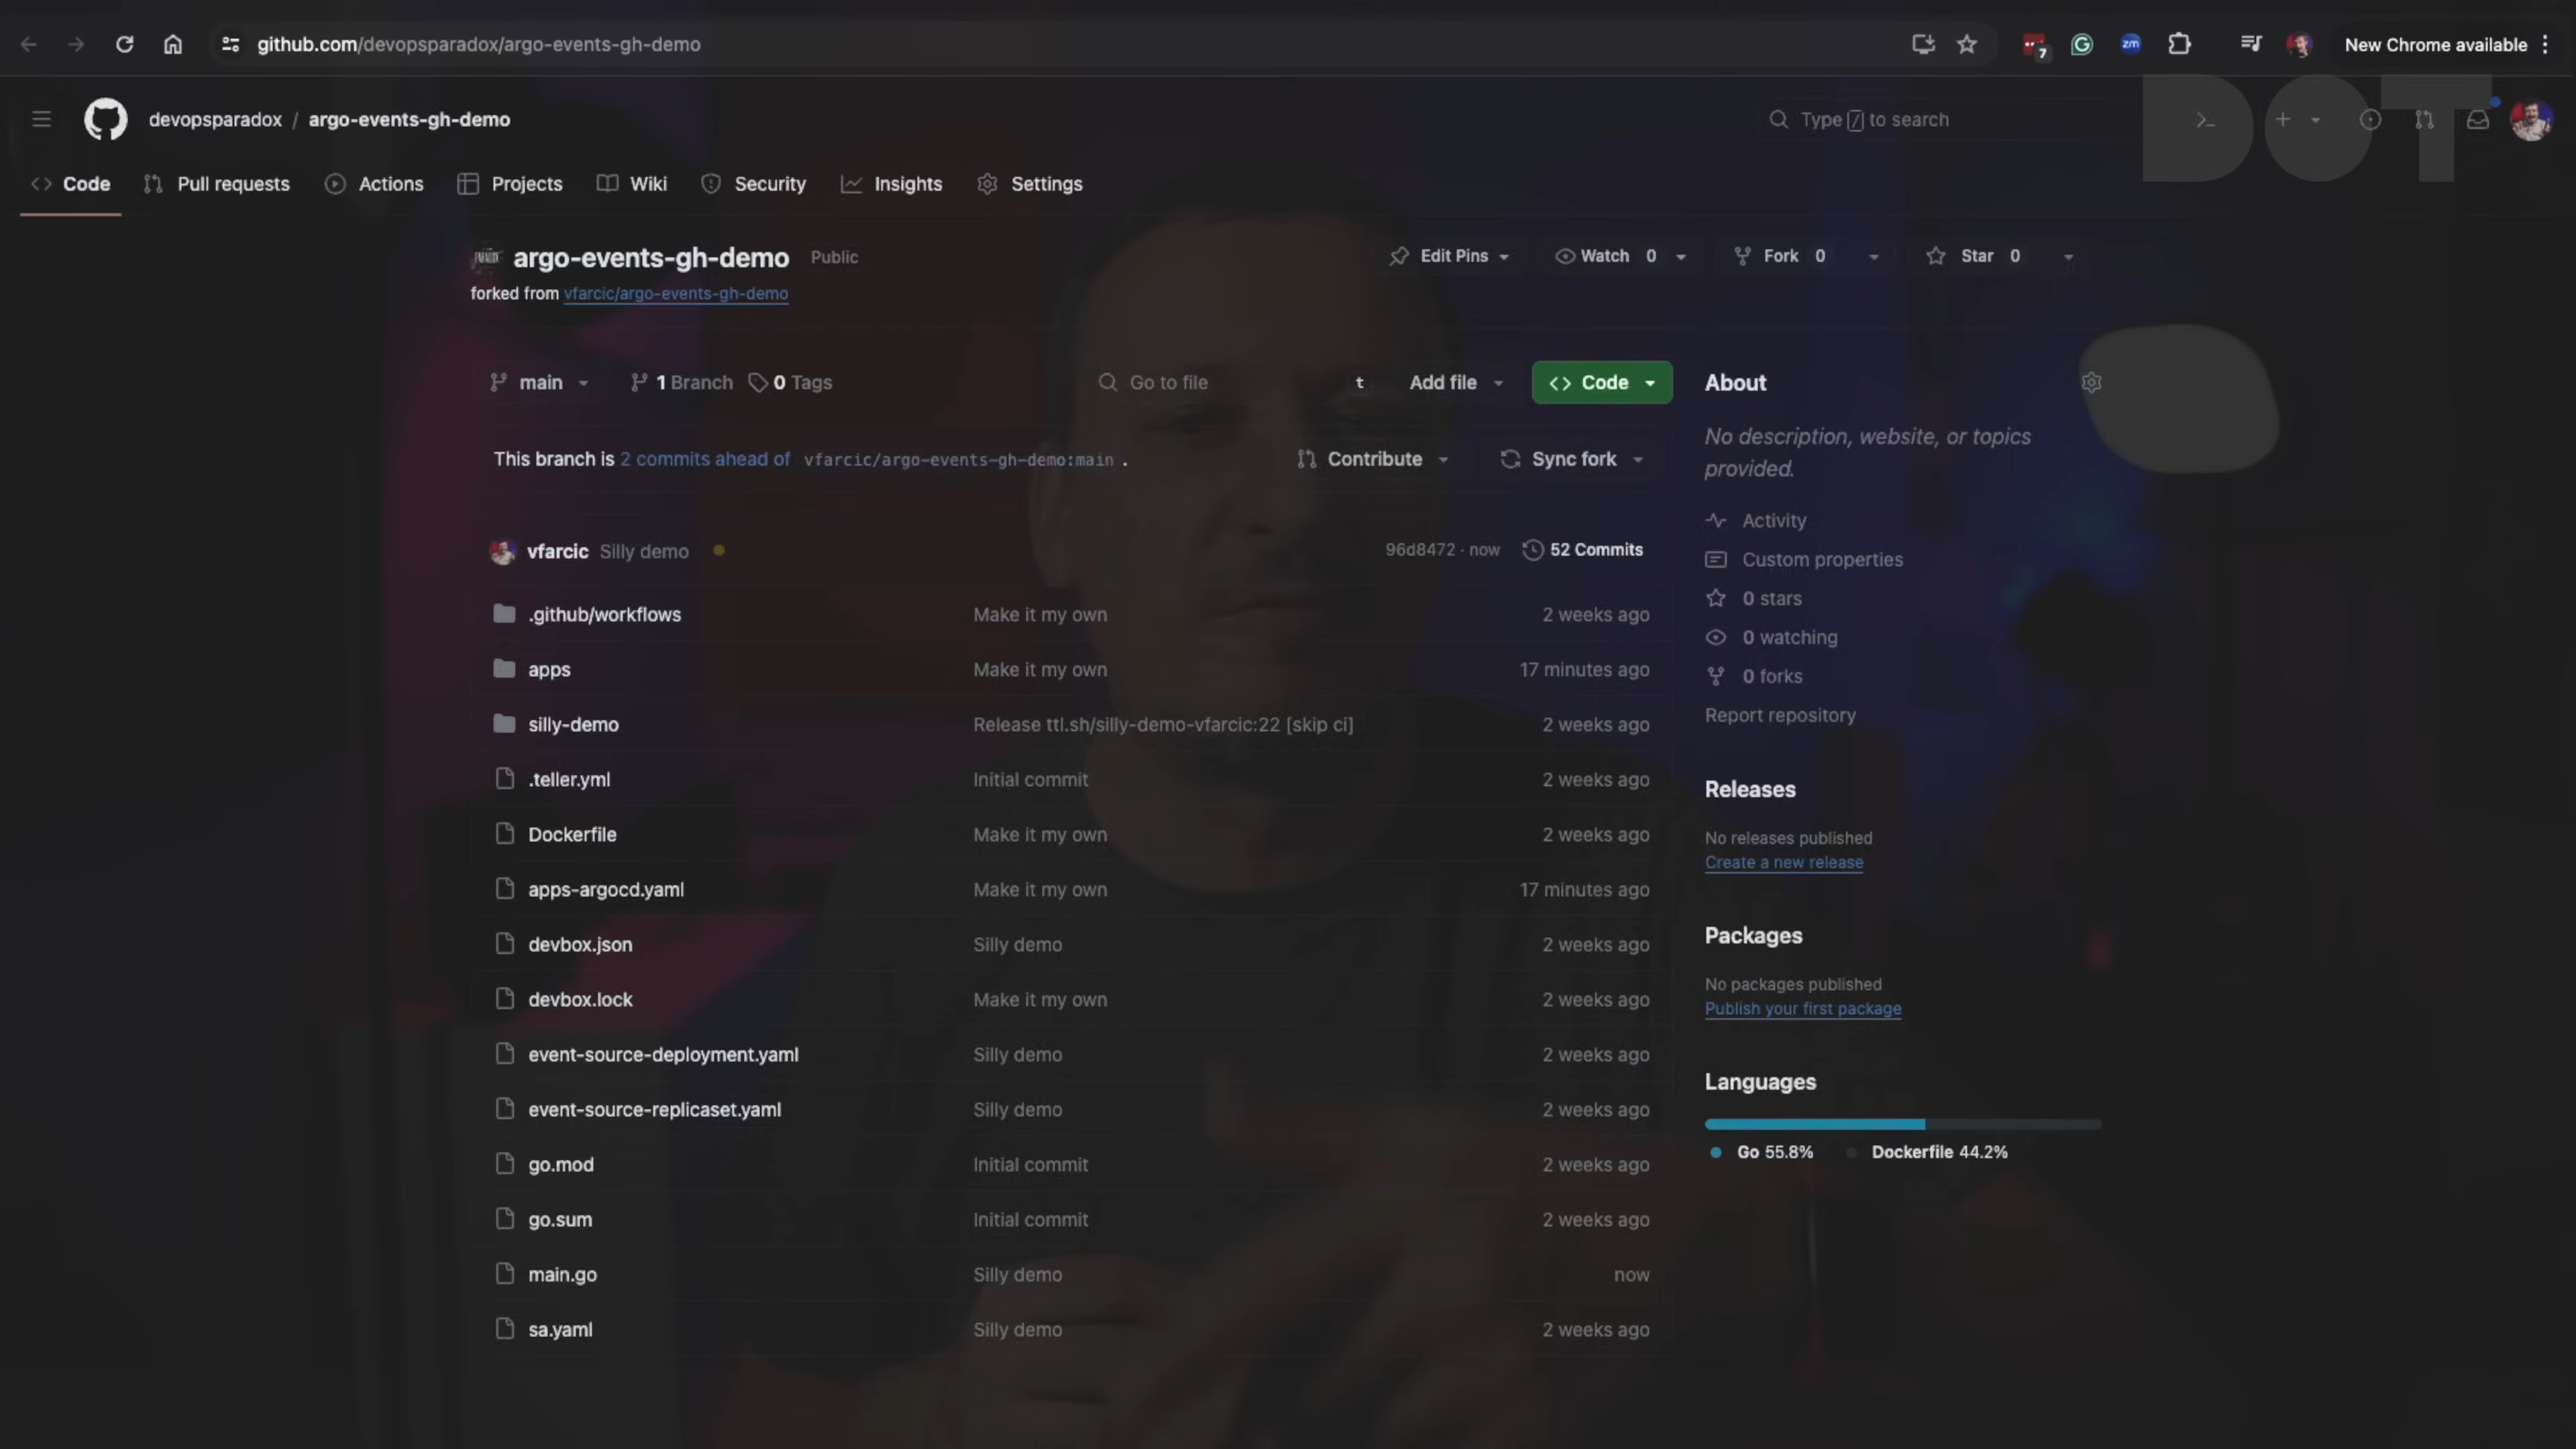 github.com/devopsparadox/argo-events-gh-demo
7
zm
New Chrome available
devopsparadox / argo-events-gh-demo
Type / to search
DOT
Code Pull requests Actions Projects Wiki Security Insights Settings
argo-events-gh-demo Public
Edit Pins Watch 0 Fork 0 Star 0
forked from vfarcic/argo-events-gh-demo
main 1 Branch 0 Tags Go to file t Add file Code
This branch is 2 commits ahead of vfarcic/argo-events-gh-demo:main .
Contribute Sync fork
vfarcic Silly demo 96d8472 · now 52 Commits
.github/workflows Make it my own 2 weeks ago
apps Make it my own 17 minutes ago
silly-demo Release ttl.sh/silly-demo-vfarcic:22 [skip ci] 2 weeks ago
.teller.yml Initial commit 2 weeks ago
Dockerfile Make it my own 2 weeks ago
apps-argocd.yaml Make it my own 17 minutes ago
devbox.json Silly demo 2 weeks ago
devbox.lock Make it my own 2 weeks ago
event-source-deployment.yaml Silly demo 2 weeks ago
event-source-replicaset.yaml Silly demo 2 weeks ago
go.mod Initial commit 2 weeks ago
go.sum Initial commit 2 weeks ago
main.go Silly demo now
sa.yaml Silly demo 2 weeks ago
About
No description, website, or topics
provided.
Activity
Custom properties
0 stars
0 watching
0 forks
Report repository
Releases
No releases published
Create a new release
Packages
No packages published
Publish your first package
Languages
Go 55.8% Dockerfile 44.2%